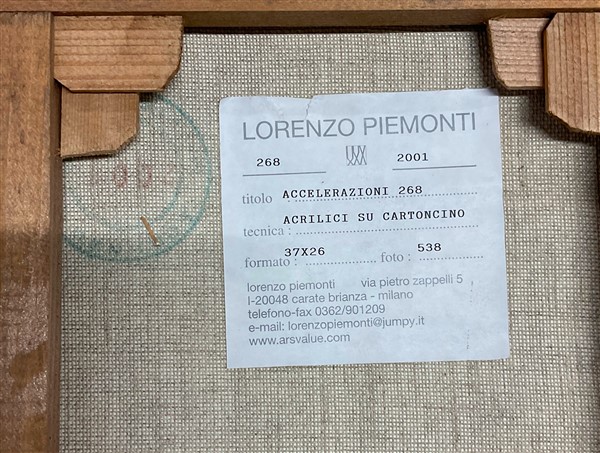 LORENZO PIEMONTI
268 2001
titolo ACCELERAZIONI 268
ACRILICI SU CARTONCINO
tecnica :
37X26 538
formato : foto :
lorenzo piemonti via pietro zappelli 5
I-20048 carate brianza - milano
telefono-fax 0362/901209
e-mail: lorenzopiemonti@jumpy.it
www.arsvalue.com